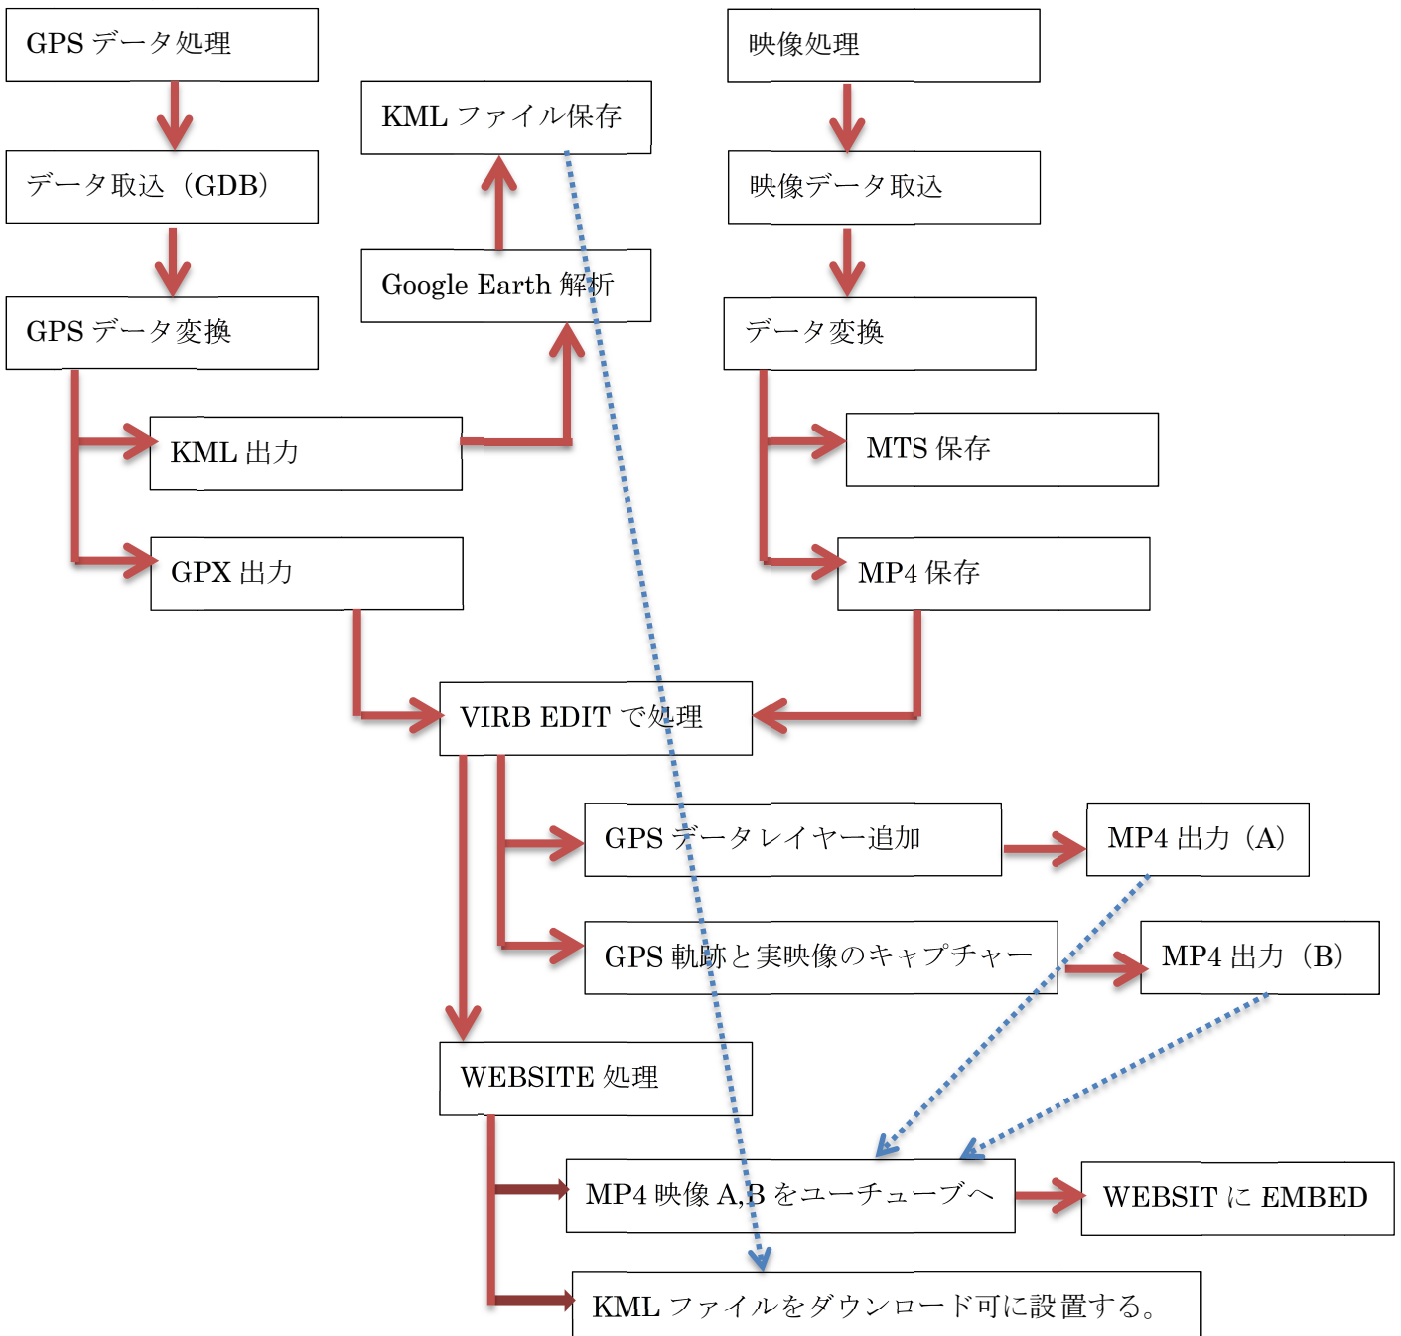 GPS データ処理
映像処理
KML ファイル保存
データ取込（GDB）
映像データ取込
Google Earth 解析
GPS データ変換
データ変換
KML 出力
MTS 保存
GPX 出力
MP4 保存
VIRB EDIT で処理
GPS データレイヤー追加
MP4 出力（A）
GPS 軌跡と実映像のキャプチャー
MP4 出力（B）
WEBSITE 処理
MP4 映像 A,B をユーチューブへ
WEBSIT に EMBED
KML ファイルをダウンロード可に設置する。